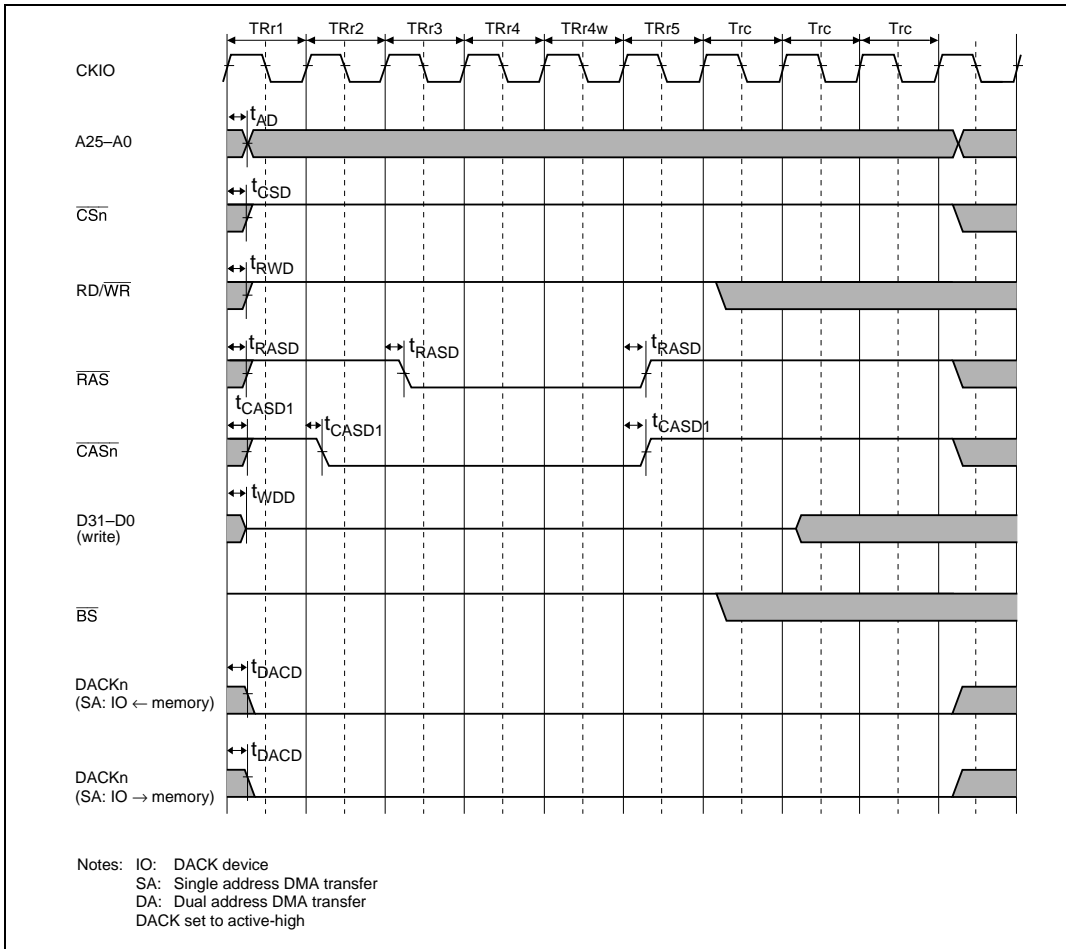 TRr1 TRr2 TRr3 TRr4 TRr4w TRr5 Trc Trc Trc
CKIO
tAD
A25–A0
tCSD
CSn
tRWD
RD/WR
tRASD tRASD tRASD
RAS
tCASD1 tCASD1 tCASD1
CASn
tWDD
D31–D0
(write)
BS
tDACD
DACKn
(SA: IO ← memory)
tDACD
DACKn
(SA: IO → memory)
Notes: IO: DACK device
SA: Single address DMA transfer
DA: Dual address DMA transfer
DACK set to active-high